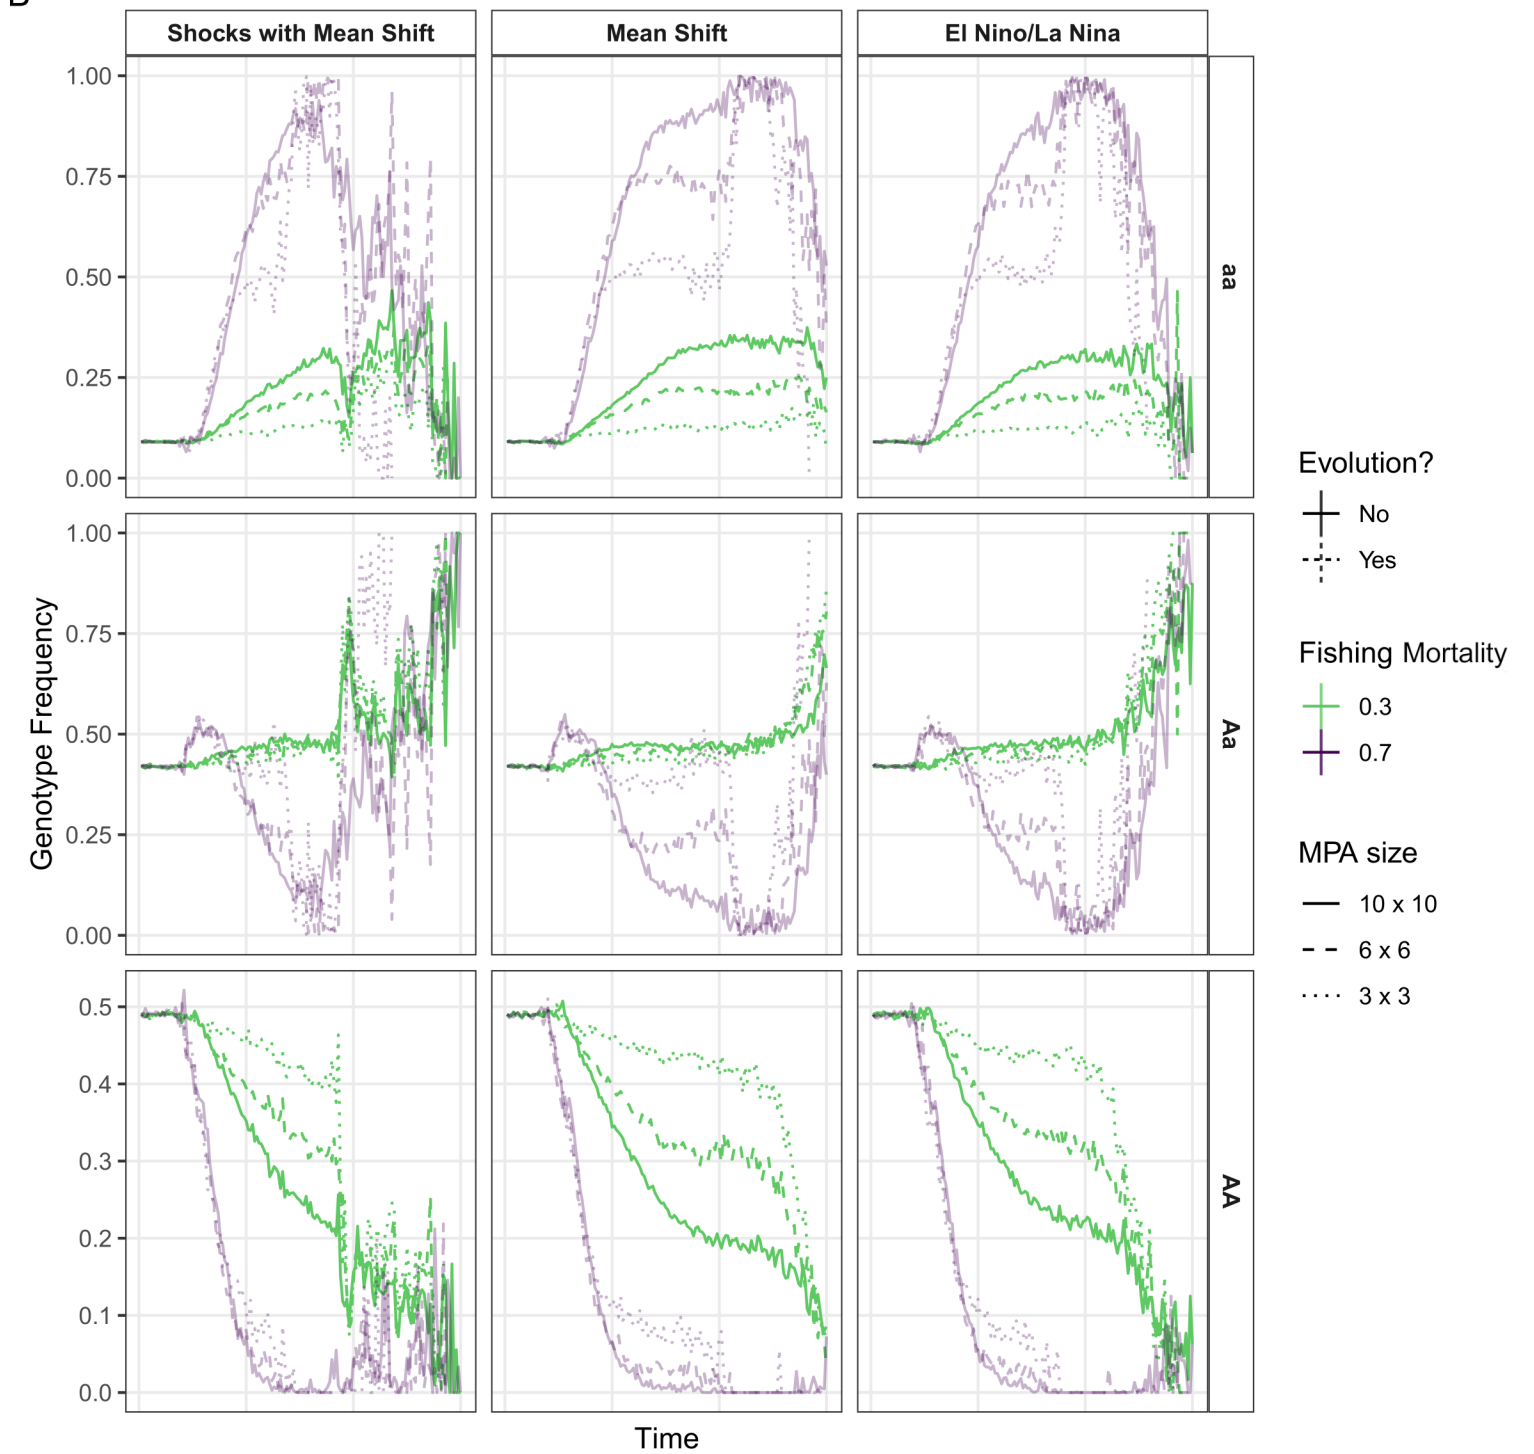 Shocks with Mean Shift
Mean Shift
El Nino/La Nina
1.00
0.75
0.50
0.25
0.00
aa
1.00
0.75
0.50
0.25
0.00
Aa
0.5
0.4
0.3
0.2
0.1
0.0
AA
Genotype Frequency
Time
Evolution?
No
Yes
Fishing Mortality
0.3
0.7
MPA size
10 x 10
6 x 6
3 x 3